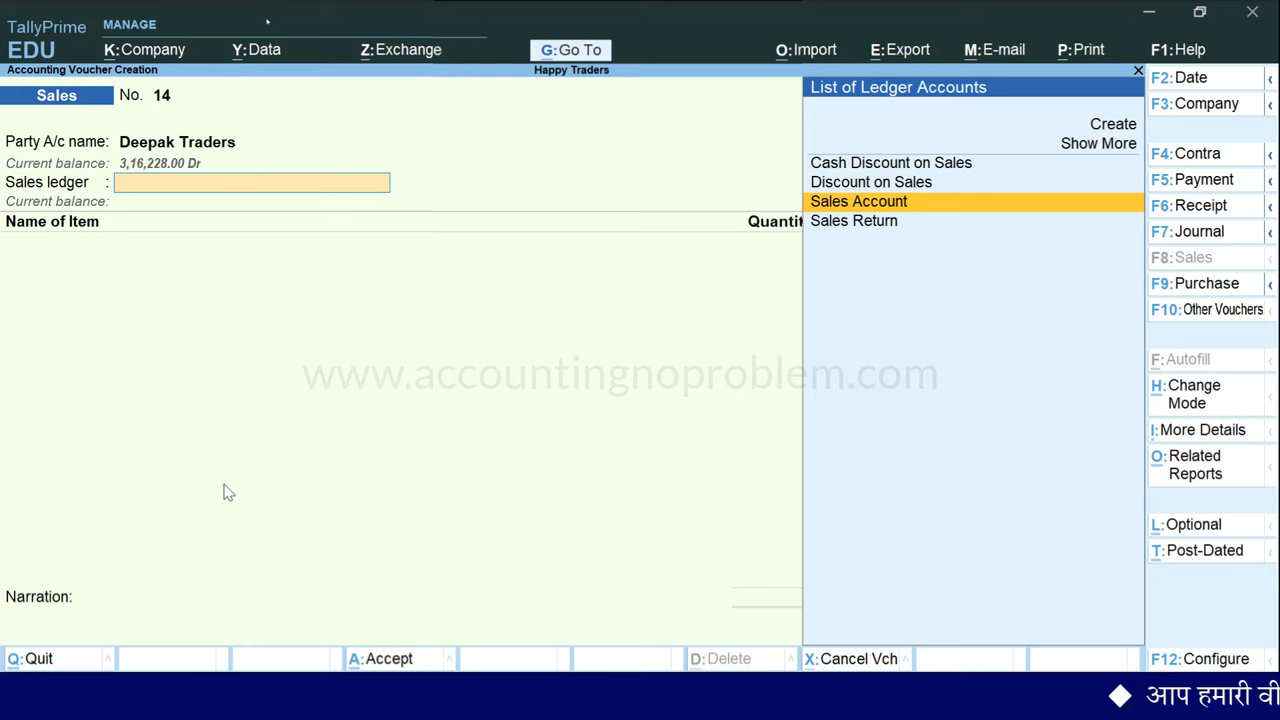 TallyPrime
MANAGE
EDU
K:Company
Y:Data
Z:Exchange
G:Go To
O:Import
E:Export
M:E-mail
P:Print
F1:Help
Accounting Voucher Creation
Happy Traders
Sales
No. 14
Party A/c name: Deepak Traders
Current balance: 3,16,228.00 Dr
Sales ledger :
Current balance:
Name of Item
Quantit
List of Ledger Accounts
Create
Show More
Cash Discount on Sales
Discount on Sales
Sales Account
Sales Return
F2:Date
F3:Company
F4:Contra
F5:Payment
F6:Receipt
F7:Journal
F8:Sales
F9:Purchase
F10:Other Vouchers
F:Autofill
H:Change
Mode
I:More Details
O:Related
Reports
L:Optional
T:Post-Dated
www.accountingnoproblem.com
Narration:
Q:Quit
A:Accept
D:Delete
X:Cancel Vch
F12:Configure
◆ आप हमारी वी